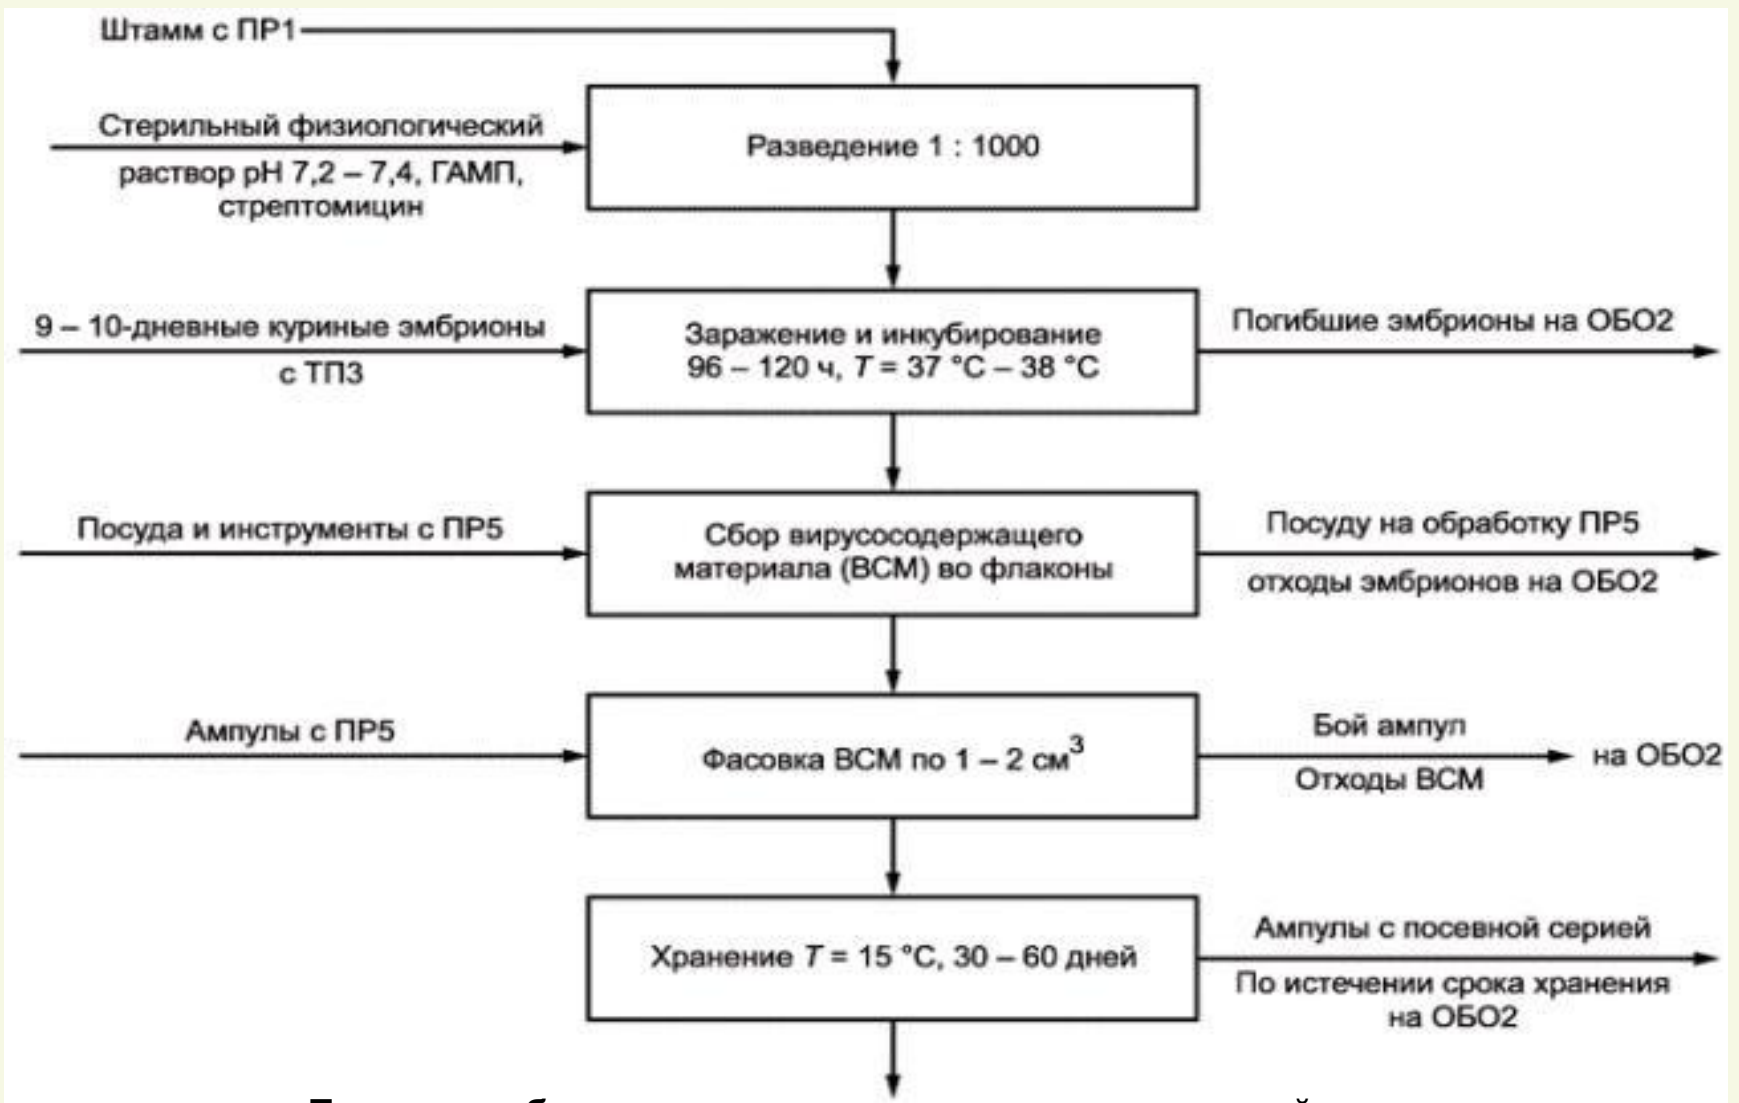 Штамм с ПР1
Стерильный физиологический
раствор pH 7,2 – 7,4, ГАМП,
стрептомицин
Разведение 1 : 1000
9 – 10-дневные куриные эмбрионы
с ТП3
Заражение и инкубирование
96 – 120 ч, T = 37 °C – 38 °C
Погибшие эмбрионы на ОБО2
Посуда и инструменты с ПР5
Сбор вирусосодержащего
материала (ВСМ) во флаконы
Посуду на обработку ПР5
отходы эмбрионов на ОБО2
Ампулы с ПР5
Фасовка ВСМ по 1 – 2 см³
Бой ампул
Отходы ВСМ
на ОБО2
Хранение T = 15 °C, 30 – 60 дней
Ампулы с посевной серией
По истечении срока хранения
на ОБО2